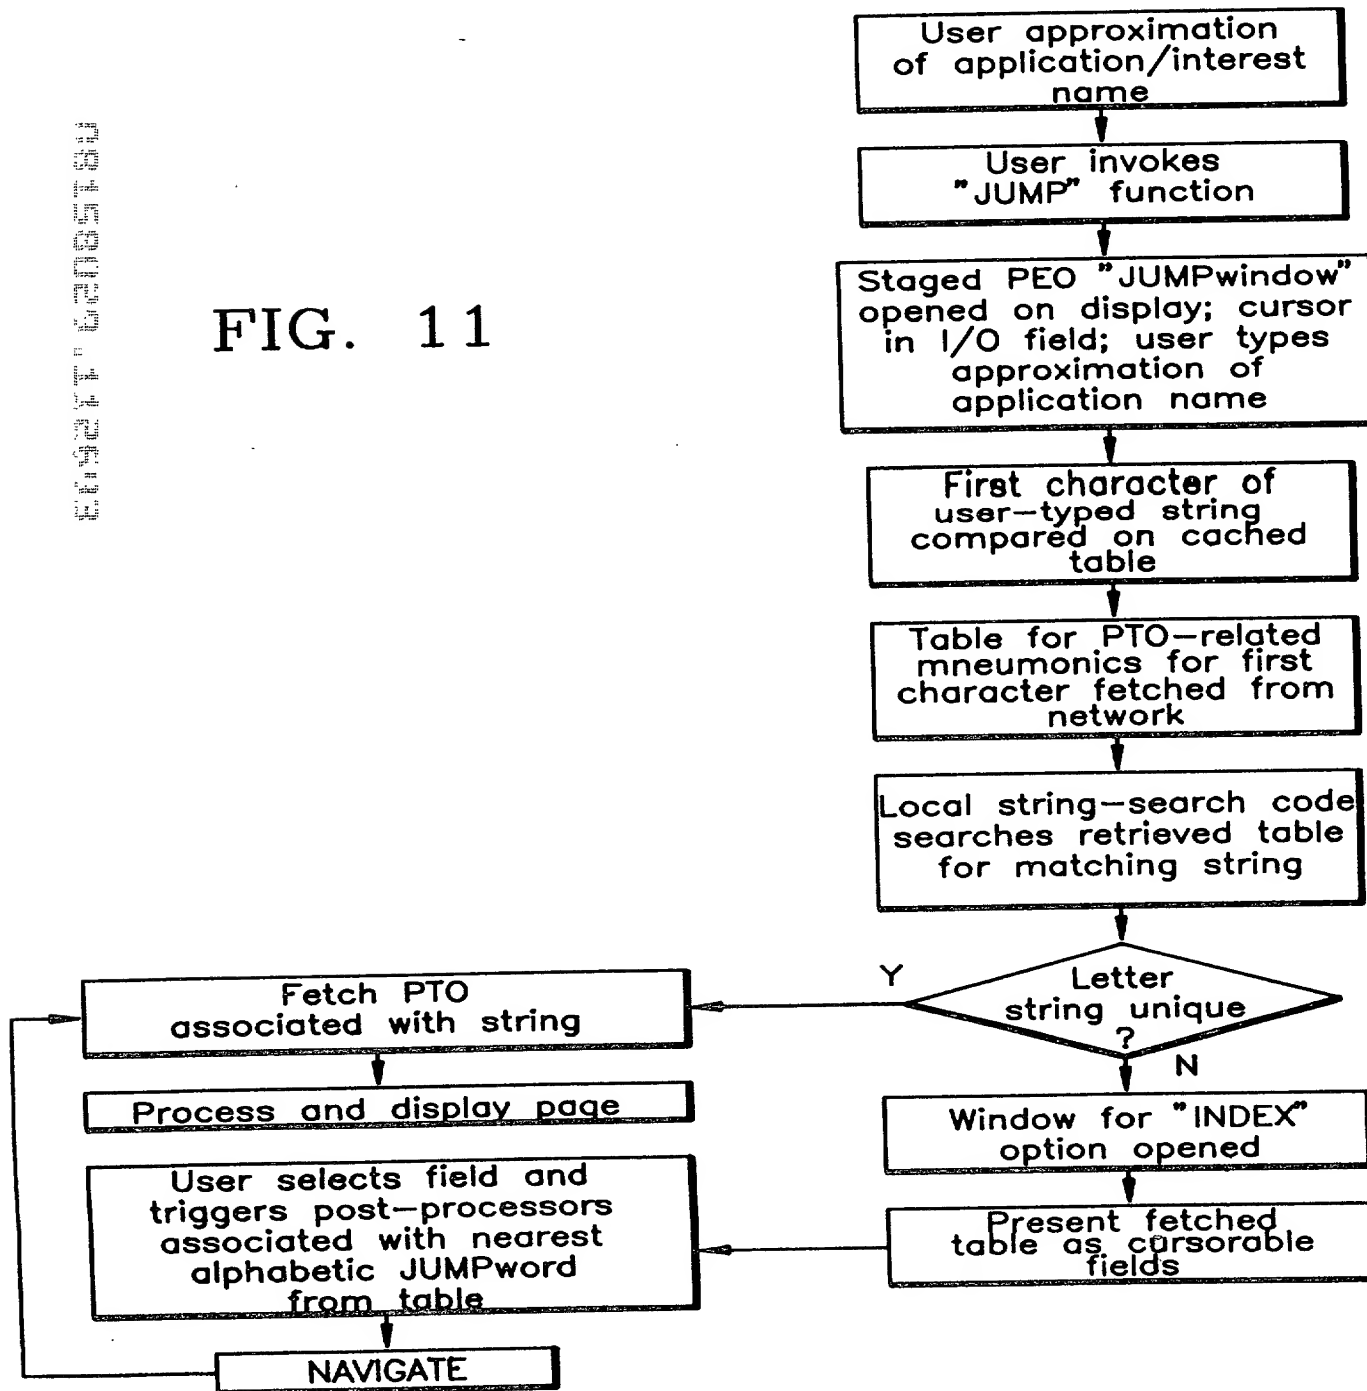 User approximation
of application/interest
name
User invokes
"JUMP" function
Staged PEO "JUMPwindow"
opened on display; cursor
in I/O field; user types
approximation of
application name
FIG. 11
First character of
user-typed string
compared on cached
table
Table for PTO-related
mneumonics for first
character fetched from
network
Local string-search code
searches retrieved table
for matching string
Letter
string unique
?
Y
N
Fetch PTO
associated with string
Process and display page
Window for "INDEX"
option opened
Present fetched
table as cursorable
fields
User selects field and
triggers post-processors
associated with nearest
alphabetic JUMPword
from table
NAVIGATE